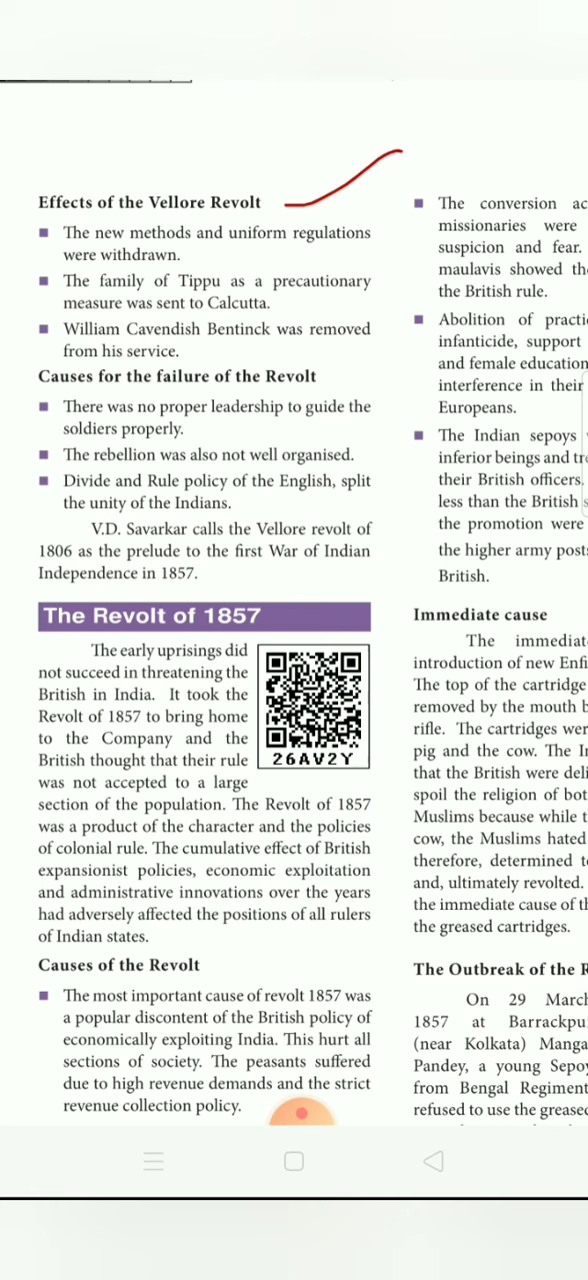 Effects of the Vellore Revolt
■ The new methods and uniform regulations
were withdrawn.
■ The family of Tippu as a precautionary
measure was sent to Calcutta.
■ William Cavendish Bentinck was removed
from his service.
Causes for the failure of the Revolt
■ There was no proper leadership to guide the
soldiers properly.
■ The rebellion was also not well organised.
■ Divide and Rule policy of the English, split
the unity of the Indians.
V.D. Savarkar calls the Vellore revolt of
1806 as the prelude to the first War of Indian
Independence in 1857.
The Revolt of 1857
The early uprisings did
not succeed in threatening the
British in India. It took the
Revolt of 1857 to bring home
to the Company and the
British thought that their rule
was not accepted to a large
section of the population. The Revolt of 1857
was a product of the character and the policies
of colonial rule. The cumulative effect of British
expansionist policies, economic exploitation
and administrative innovations over the years
had adversely affected the positions of all rulers
of Indian states.
26AV2Y
Causes of the Revolt
■ The most important cause of revolt 1857 was
a popular discontent of the British policy of
economically exploiting India. This hurt all
sections of society. The peasants suffered
due to high revenue demands and the strict
revenue collection policy.
■ The conversion
missionaries were
suspicion and fear.
maulavis showed
the British rule.
■ Abolition of
infanticide, support
and female education
interference in their
Europeans.
■ The Indian sepoys
inferior beings and
their British officers.
less than the British
the promotion were
the higher army
British.
Immediate cause
The
introduction of new
The top of the cartridge
removed by the mouth
rifle. The cartridges
pig and the cow. The
that the British were
spoil the religion of
Muslims because while
cow, the Muslims hated
therefore, determined
and, ultimately revolted.
the immediate cause of
the greased cartridges.
The Outbreak of the
On 29 March
1857 at
(near Kolkata)
Pandey, a young Sepoy
from Bengal Regiment
refused to use the